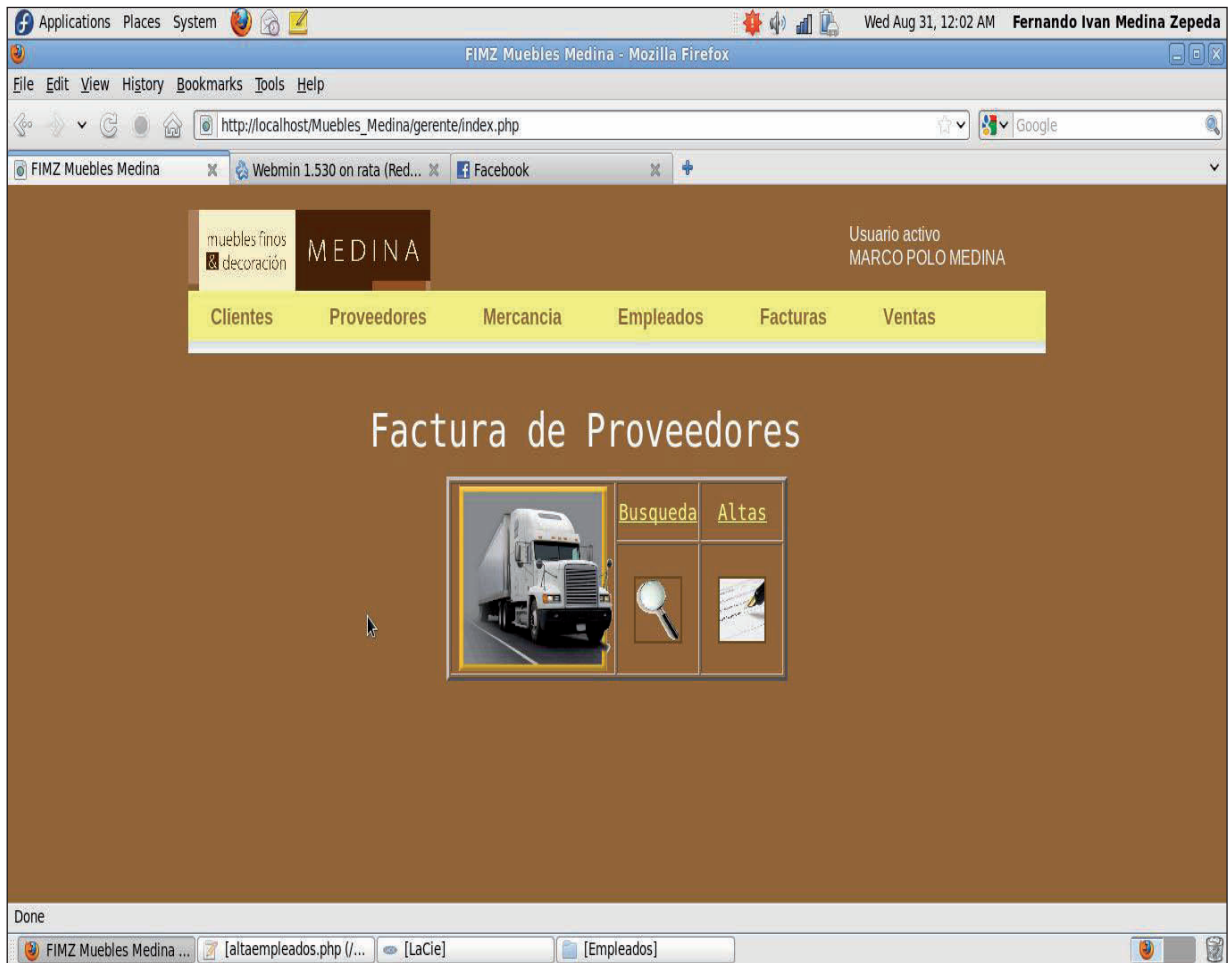 Applications Places System Wed Aug 31, 12:02 AM Fernando Ivan Medina Zepeda
FIMZ Muebles Medina - Mozilla Firefox
File Edit View History Bookmarks Tools Help
http://localhost/Muebles_Medina/gerente/index.php Google
FIMZ Muebles Medina Webmin 1.530 on rata (Red... Facebook
muebles finos
& decoración
MEDINA
Usuario activo
MARCO POLO MEDINA
Clientes Proveedores Mercancia Empleados Facturas Ventas
Factura de Proveedores
Busqueda Altas
Done
FIMZ Muebles Medina ... [altaempleados.php (/... [LaCie] [Empleados]